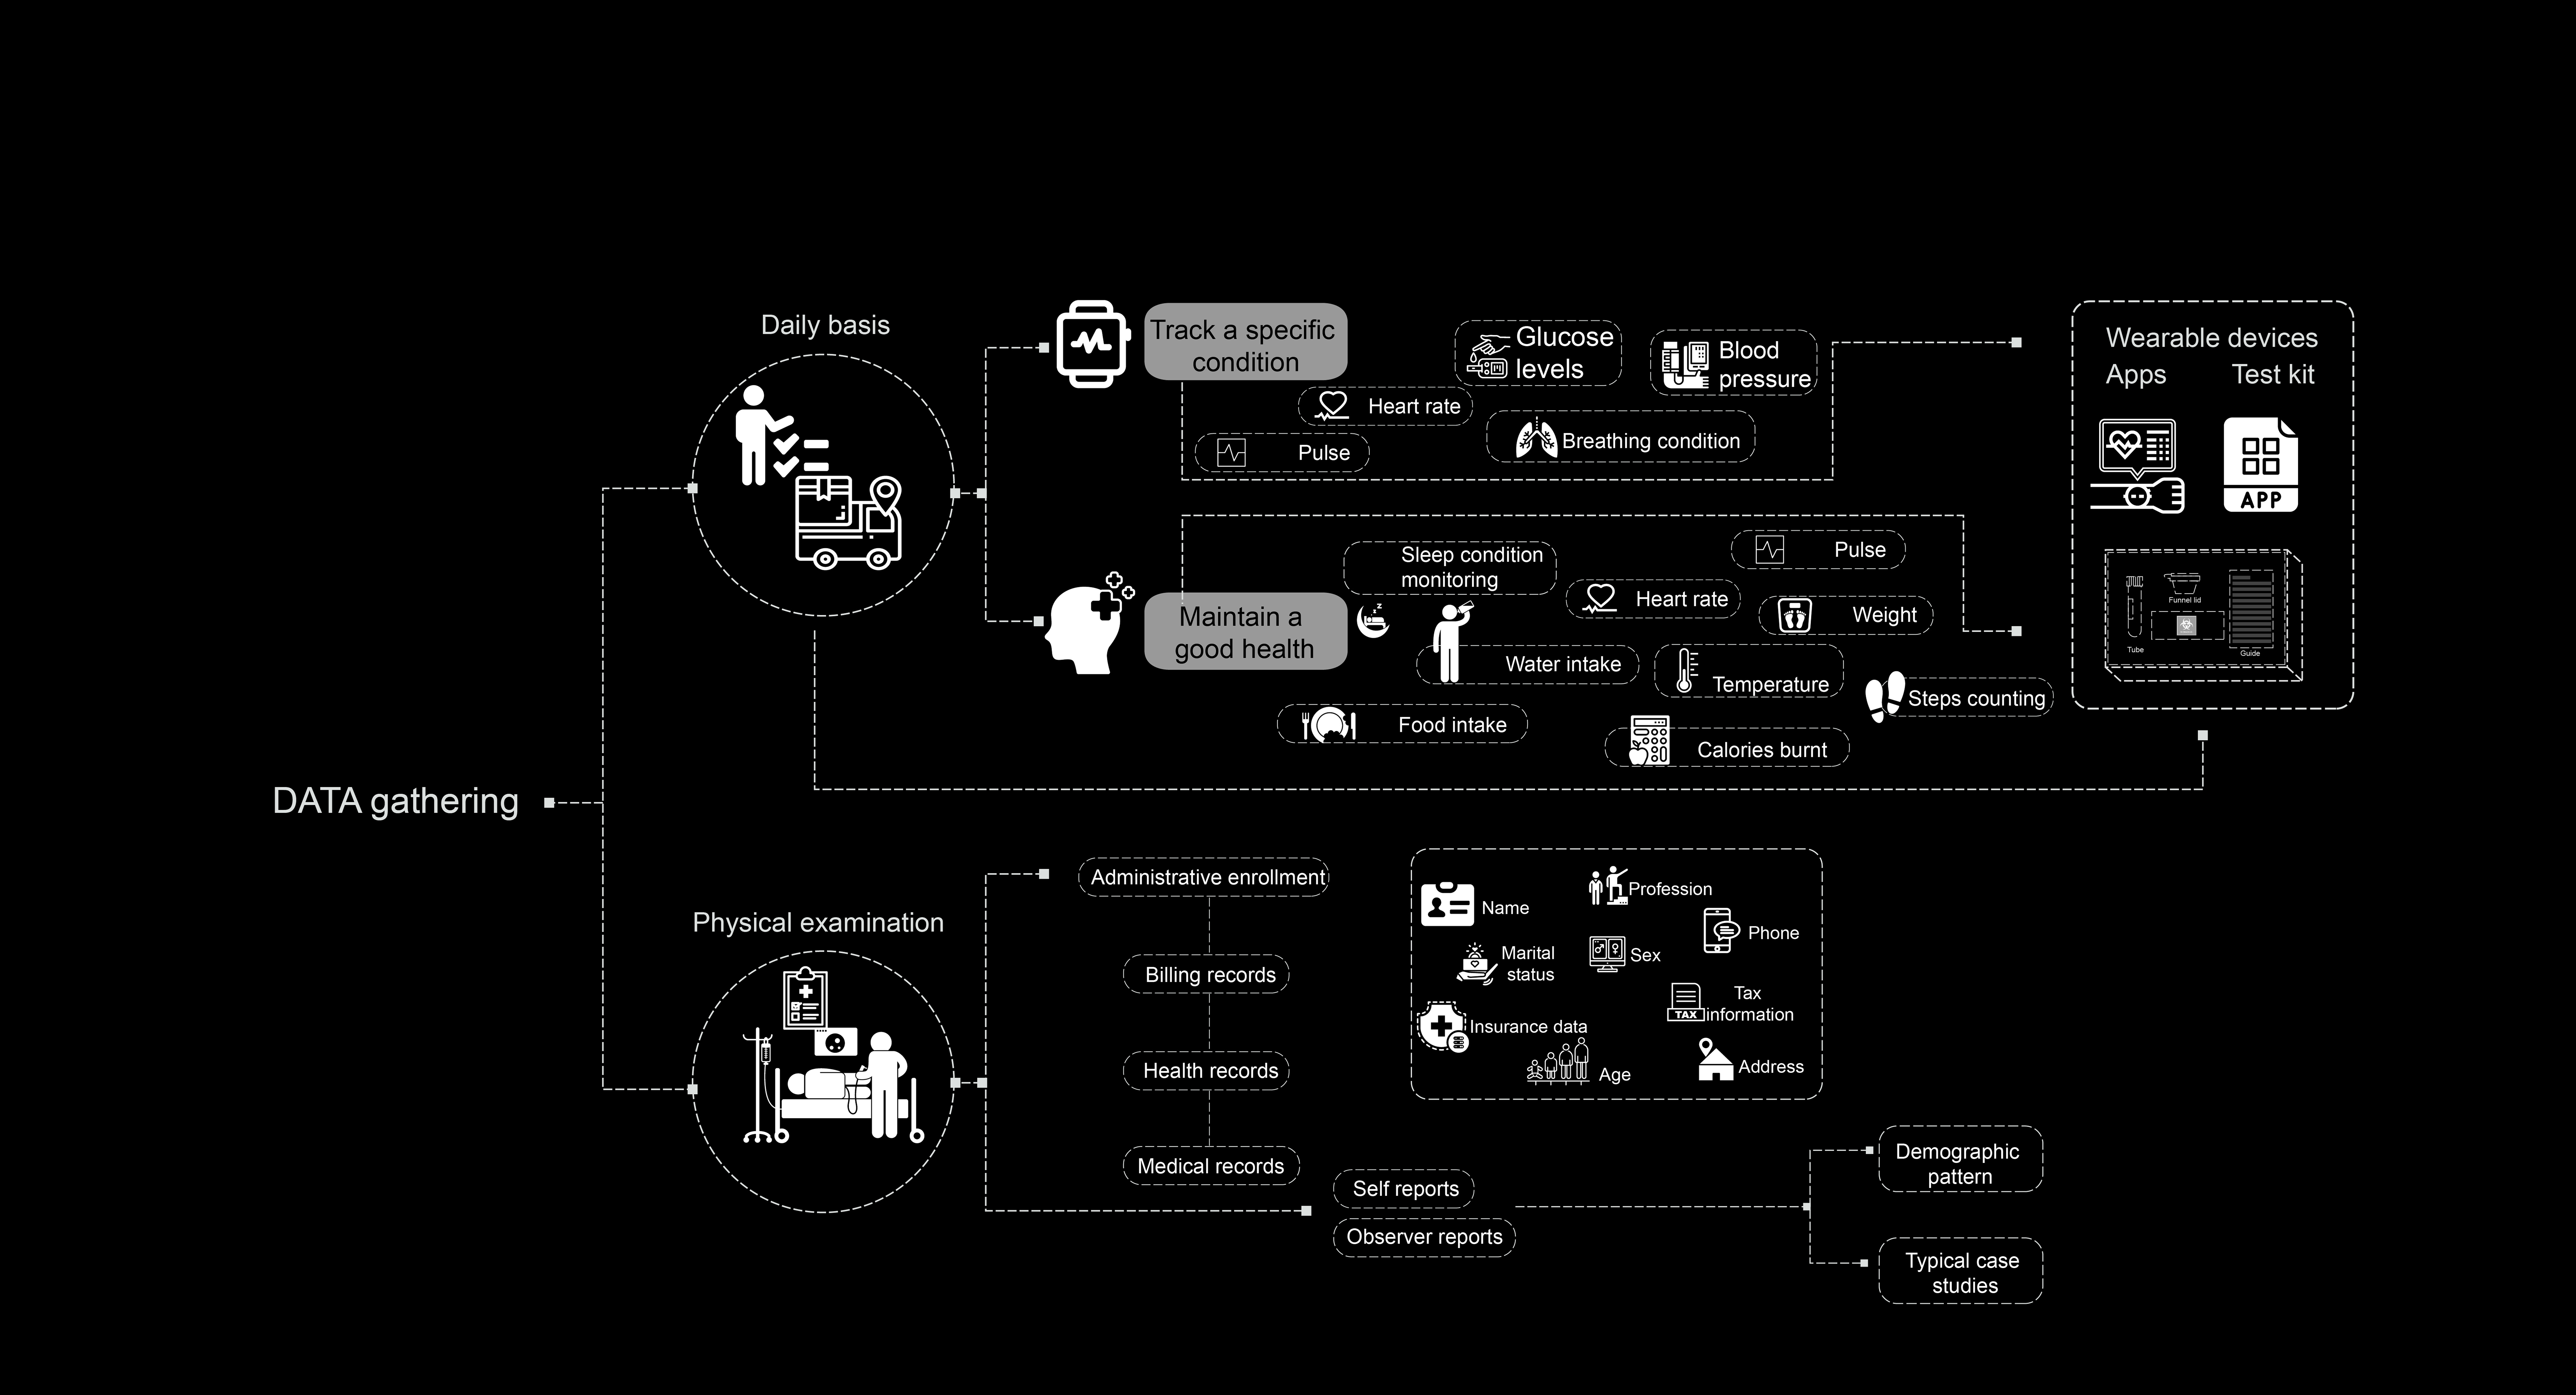 Daily basis
Track a specific
condition
Glucose
levels
Blood
pressure
Heart rate
Breathing condition
Pulse
Wearable devices
Apps
Test kit
APP
Funnel lid
Tube
Guide
Maintain a
good health
Sleep condition
monitoring
Pulse
Heart rate
Weight
Water intake
Temperature
Steps counting
Food intake
Calories burnt
DATA gathering
Physical examination
Administrative enrollment
Billing records
Health records
Medical records
Name
Profession
Phone
Marital
status
Sex
Tax
information
TAX
Insurance data
Age
Address
Self reports
Observer reports
Demographic
pattern
Typical case
studies